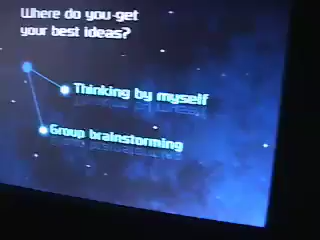 Where do you get
your best ideas?
Thinking by myself
Group brainstorming